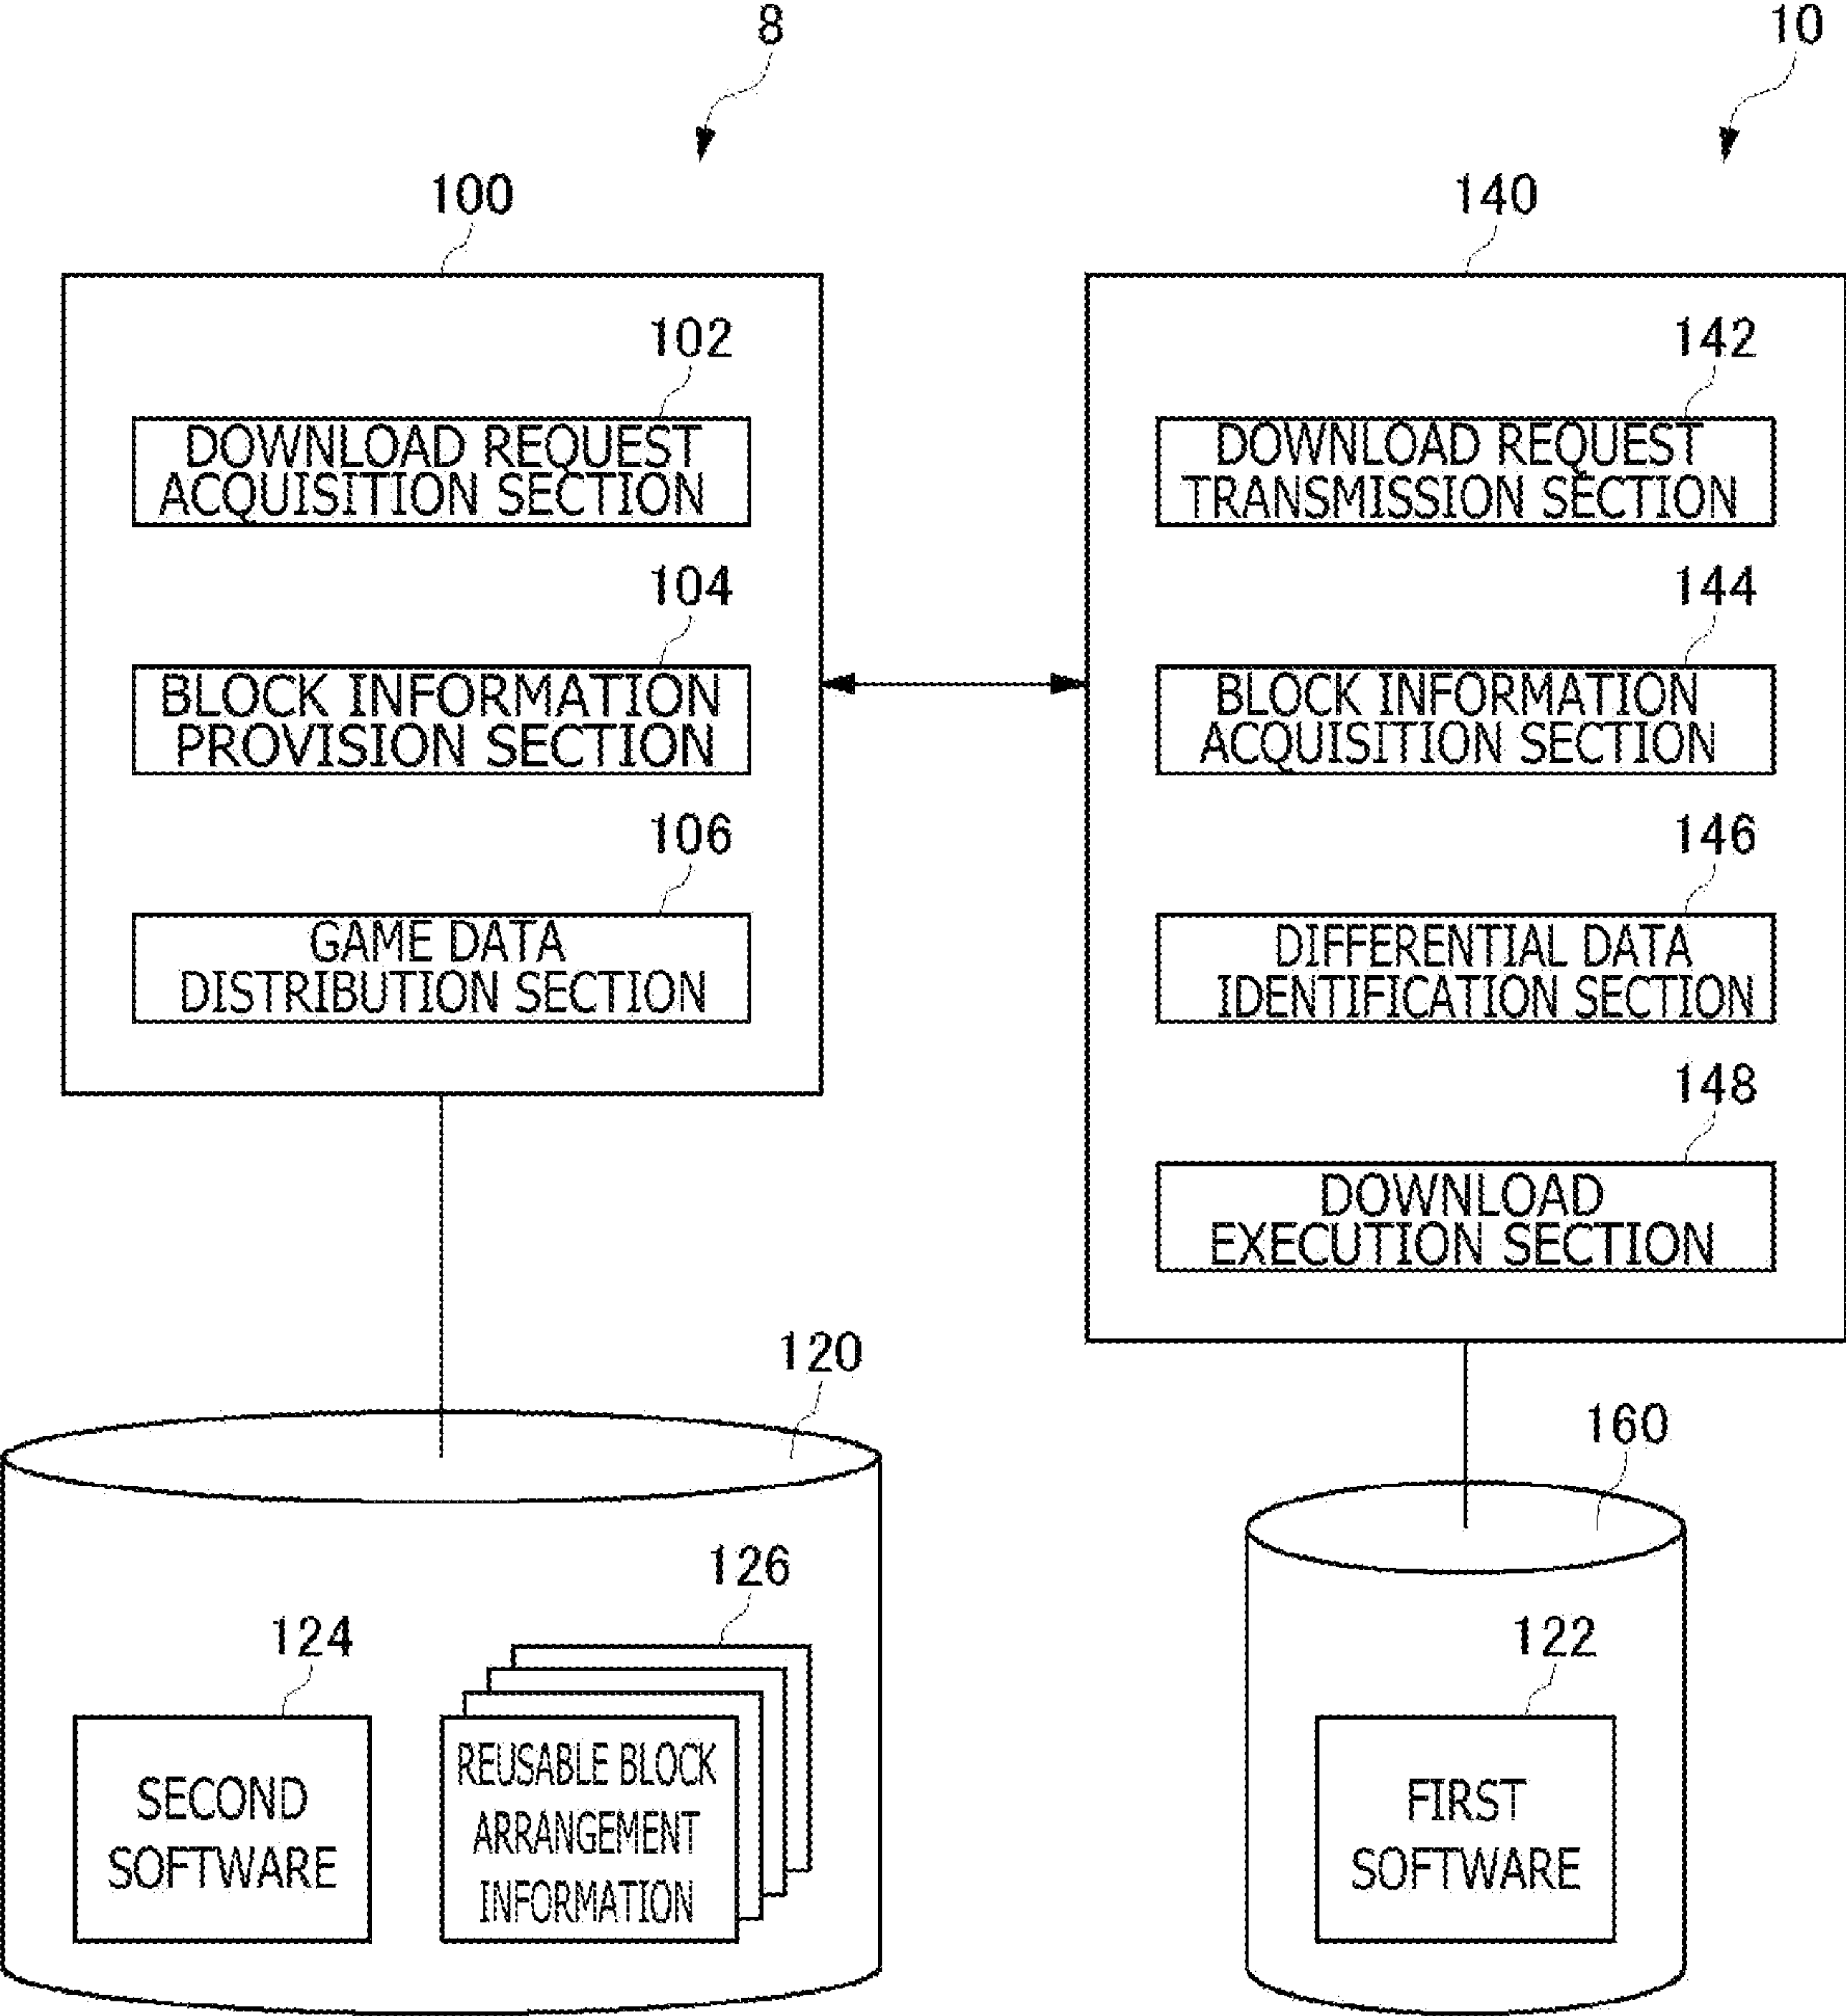 8
10
100
140
102
DOWNLOAD REQUEST
ACQUISITION SECTION
104
BLOCK INFORMATION
PROVISION SECTION
106
GAME DATA
DISTRIBUTION SECTION
142
DOWNLOAD REQUEST
TRANSMISSION SECTION
144
BLOCK INFORMATION
ACQUISITION SECTION
146
DIFFERENTIAL DATA
IDENTIFICATION SECTION
148
DOWNLOAD
EXECUTION SECTION
120
124
SECOND
SOFTWARE
126
REUSABLE BLOCK
ARRANGEMENT
INFORMATION
160
122
FIRST
SOFTWARE